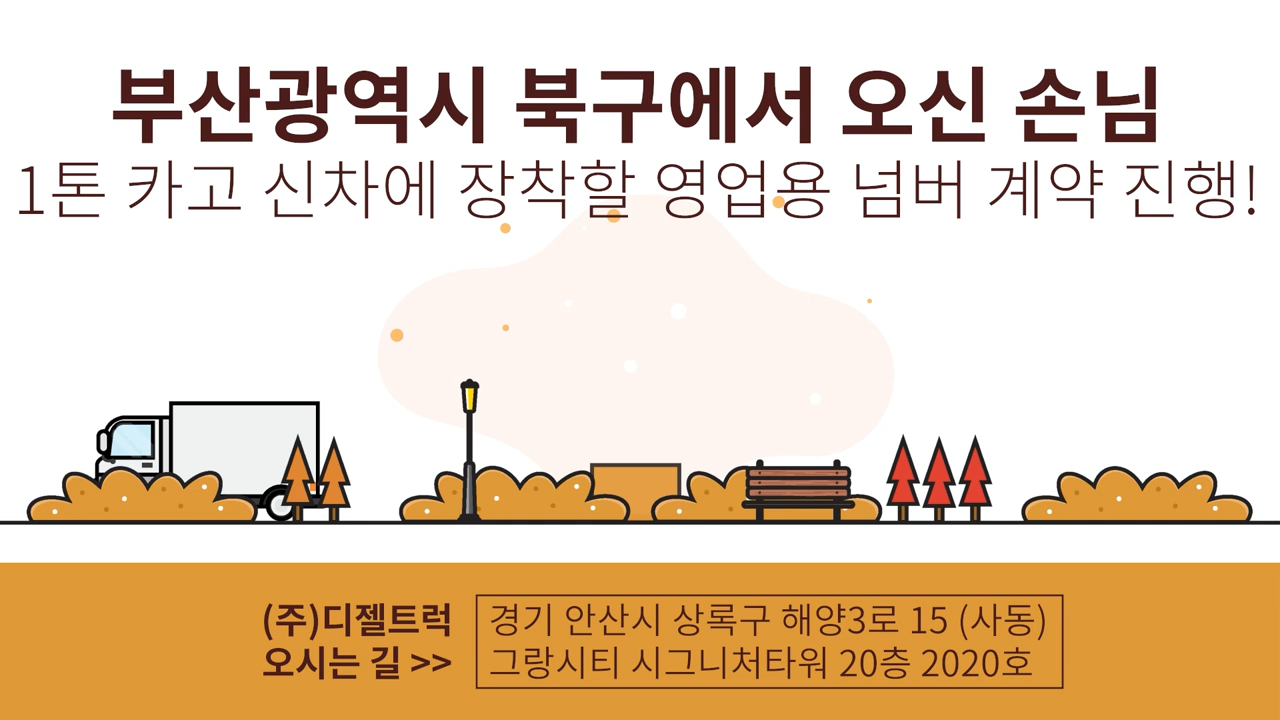 부산광역시 북구에서 오신 손님
1톤 카고 신차에 장착할 영업용 넘버 계약 진행!
(주)디젤트럭
오시는 길 >>
경기 안산시 상록구 해양3로 15 (사동)
그랑시티 시그니처타워 20층 2020호